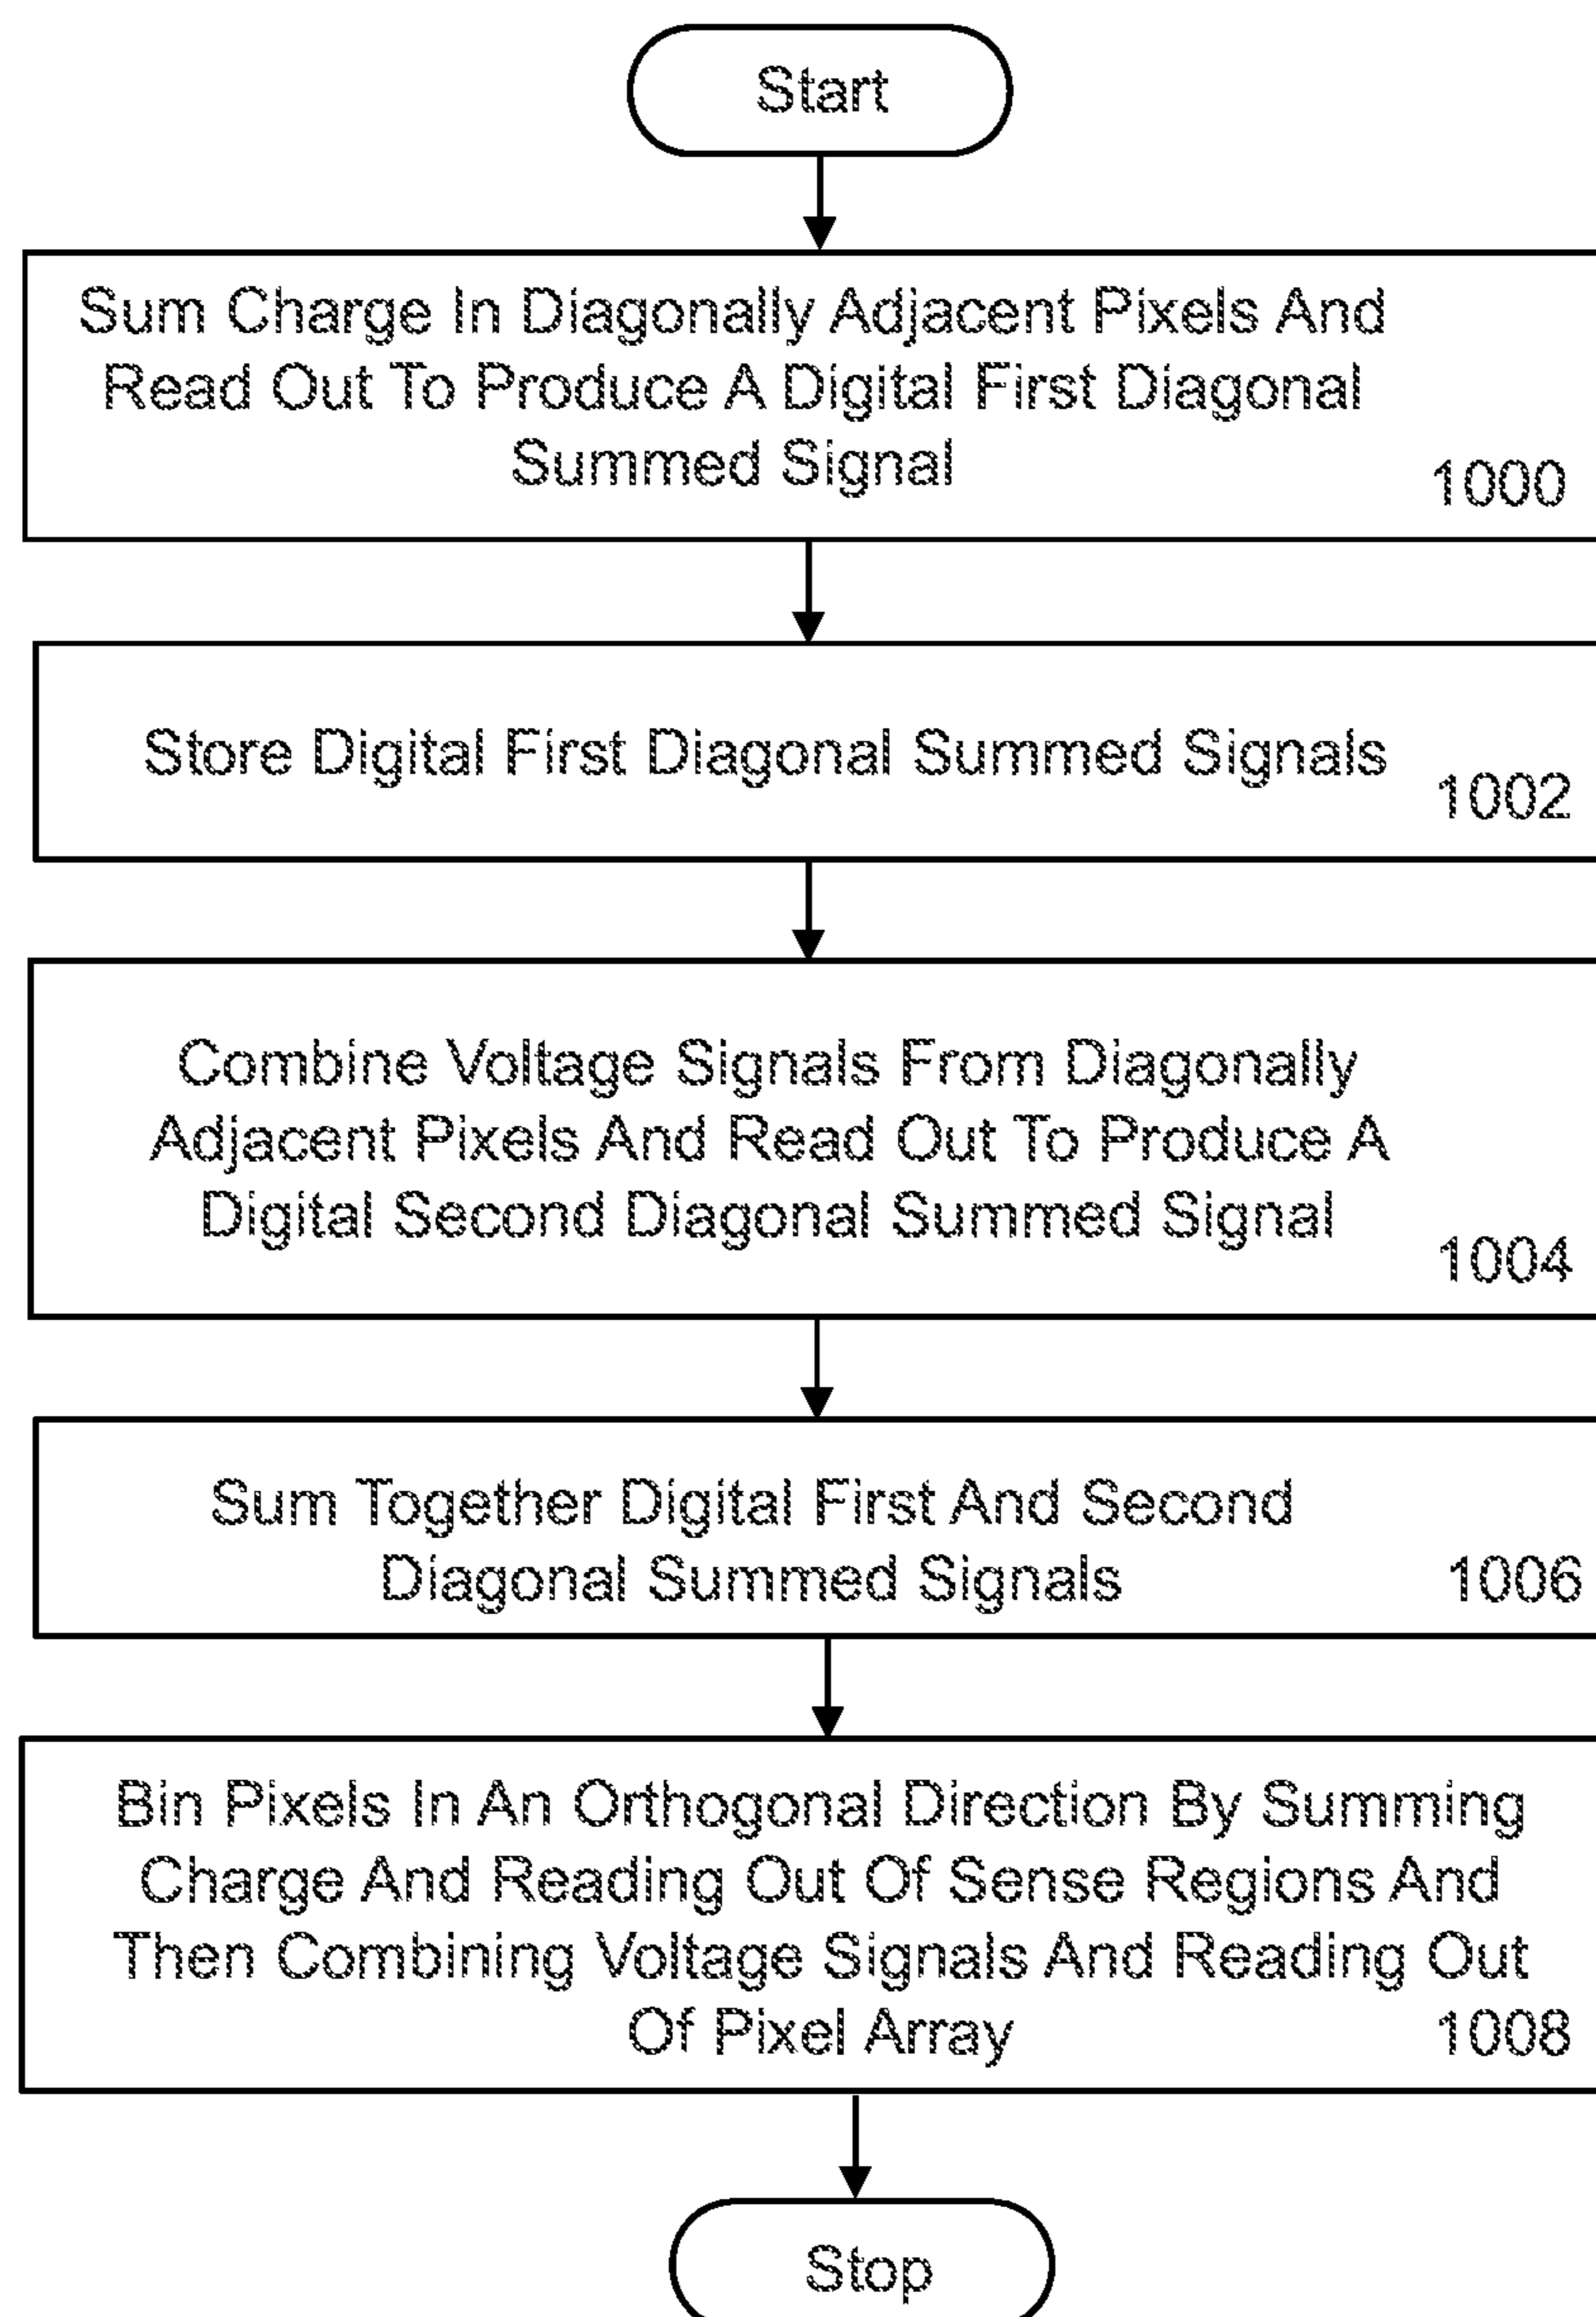 Start
Sum Charge In Diagonally Adjacent Pixels And
Read Out To Produce A Digital First Diagonal
Summed Signal
1000
Store Digital First Diagonal Summed Signals
1002
Combine Voltage Signals From Diagonally
Adjacent Pixels And Read Out To Produce A
Digital Second Diagonal Summed Signal
1004
Sum Together Digital First And Second
Diagonal Summed Signals
1006
Bin Pixels In An Orthogonal Direction By Summing
Charge And Reading Out Of Sense Regions And
Then Combining Voltage Signals And Reading Out
Of Pixel Array
1008
Stop